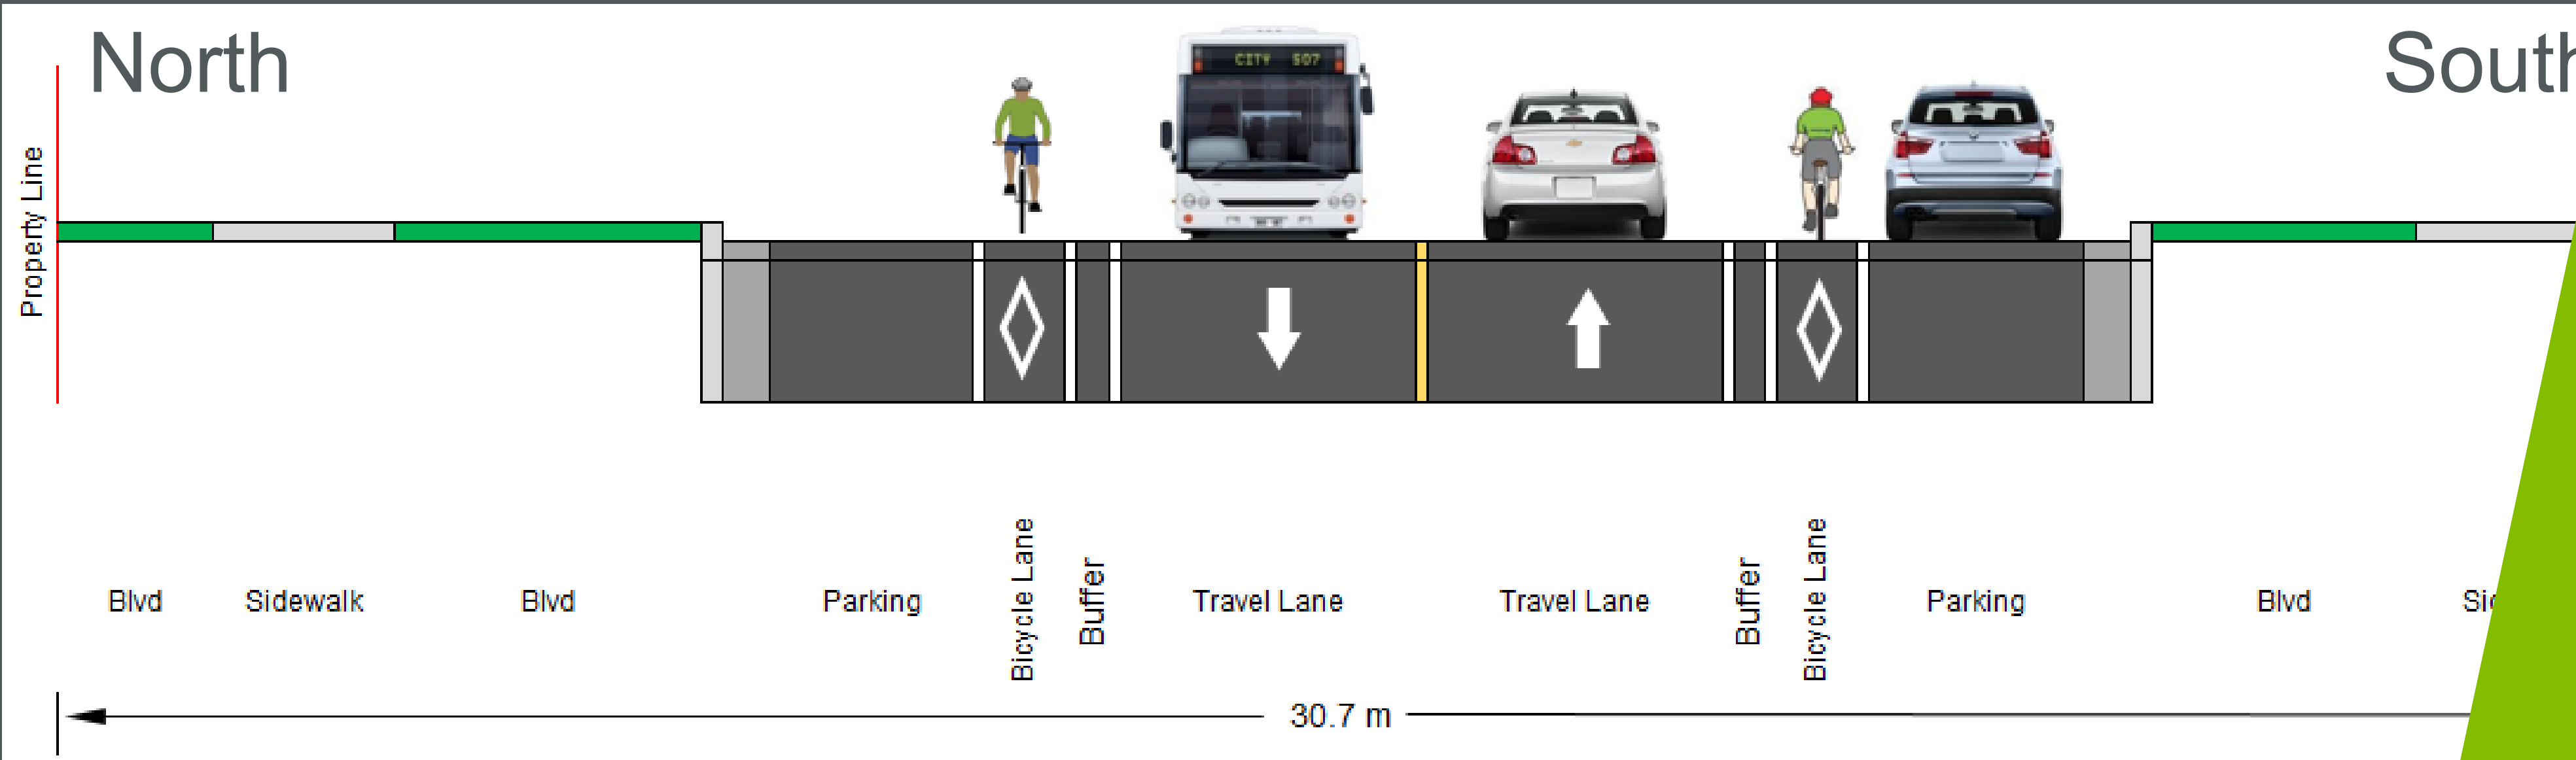 North
South
Property Line
CITY 507
Blvd
Sidewalk
Blvd
Parking
Bicycle Lane
Buffer
Travel Lane
Travel Lane
Buffer
Bicycle Lane
Parking
Blvd
30.7 m